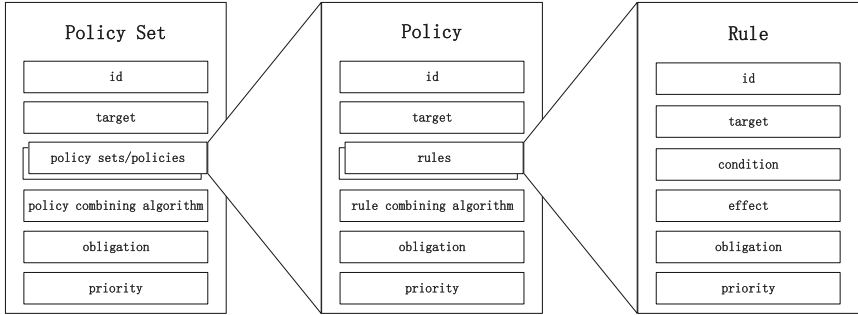 Policy Set
id
target
policy sets/policies
policy combining algorithm
obligation
priority
Policy
id
target
rules
rule combining algorithm
obligation
priority
Rule
id
target
condition
effect
obligation
priority